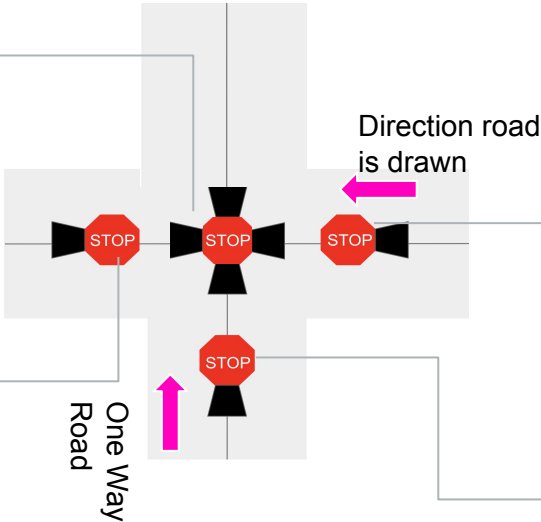 Direction road
is drawn
STOP
STOP
STOP
STOP
One Way
Road